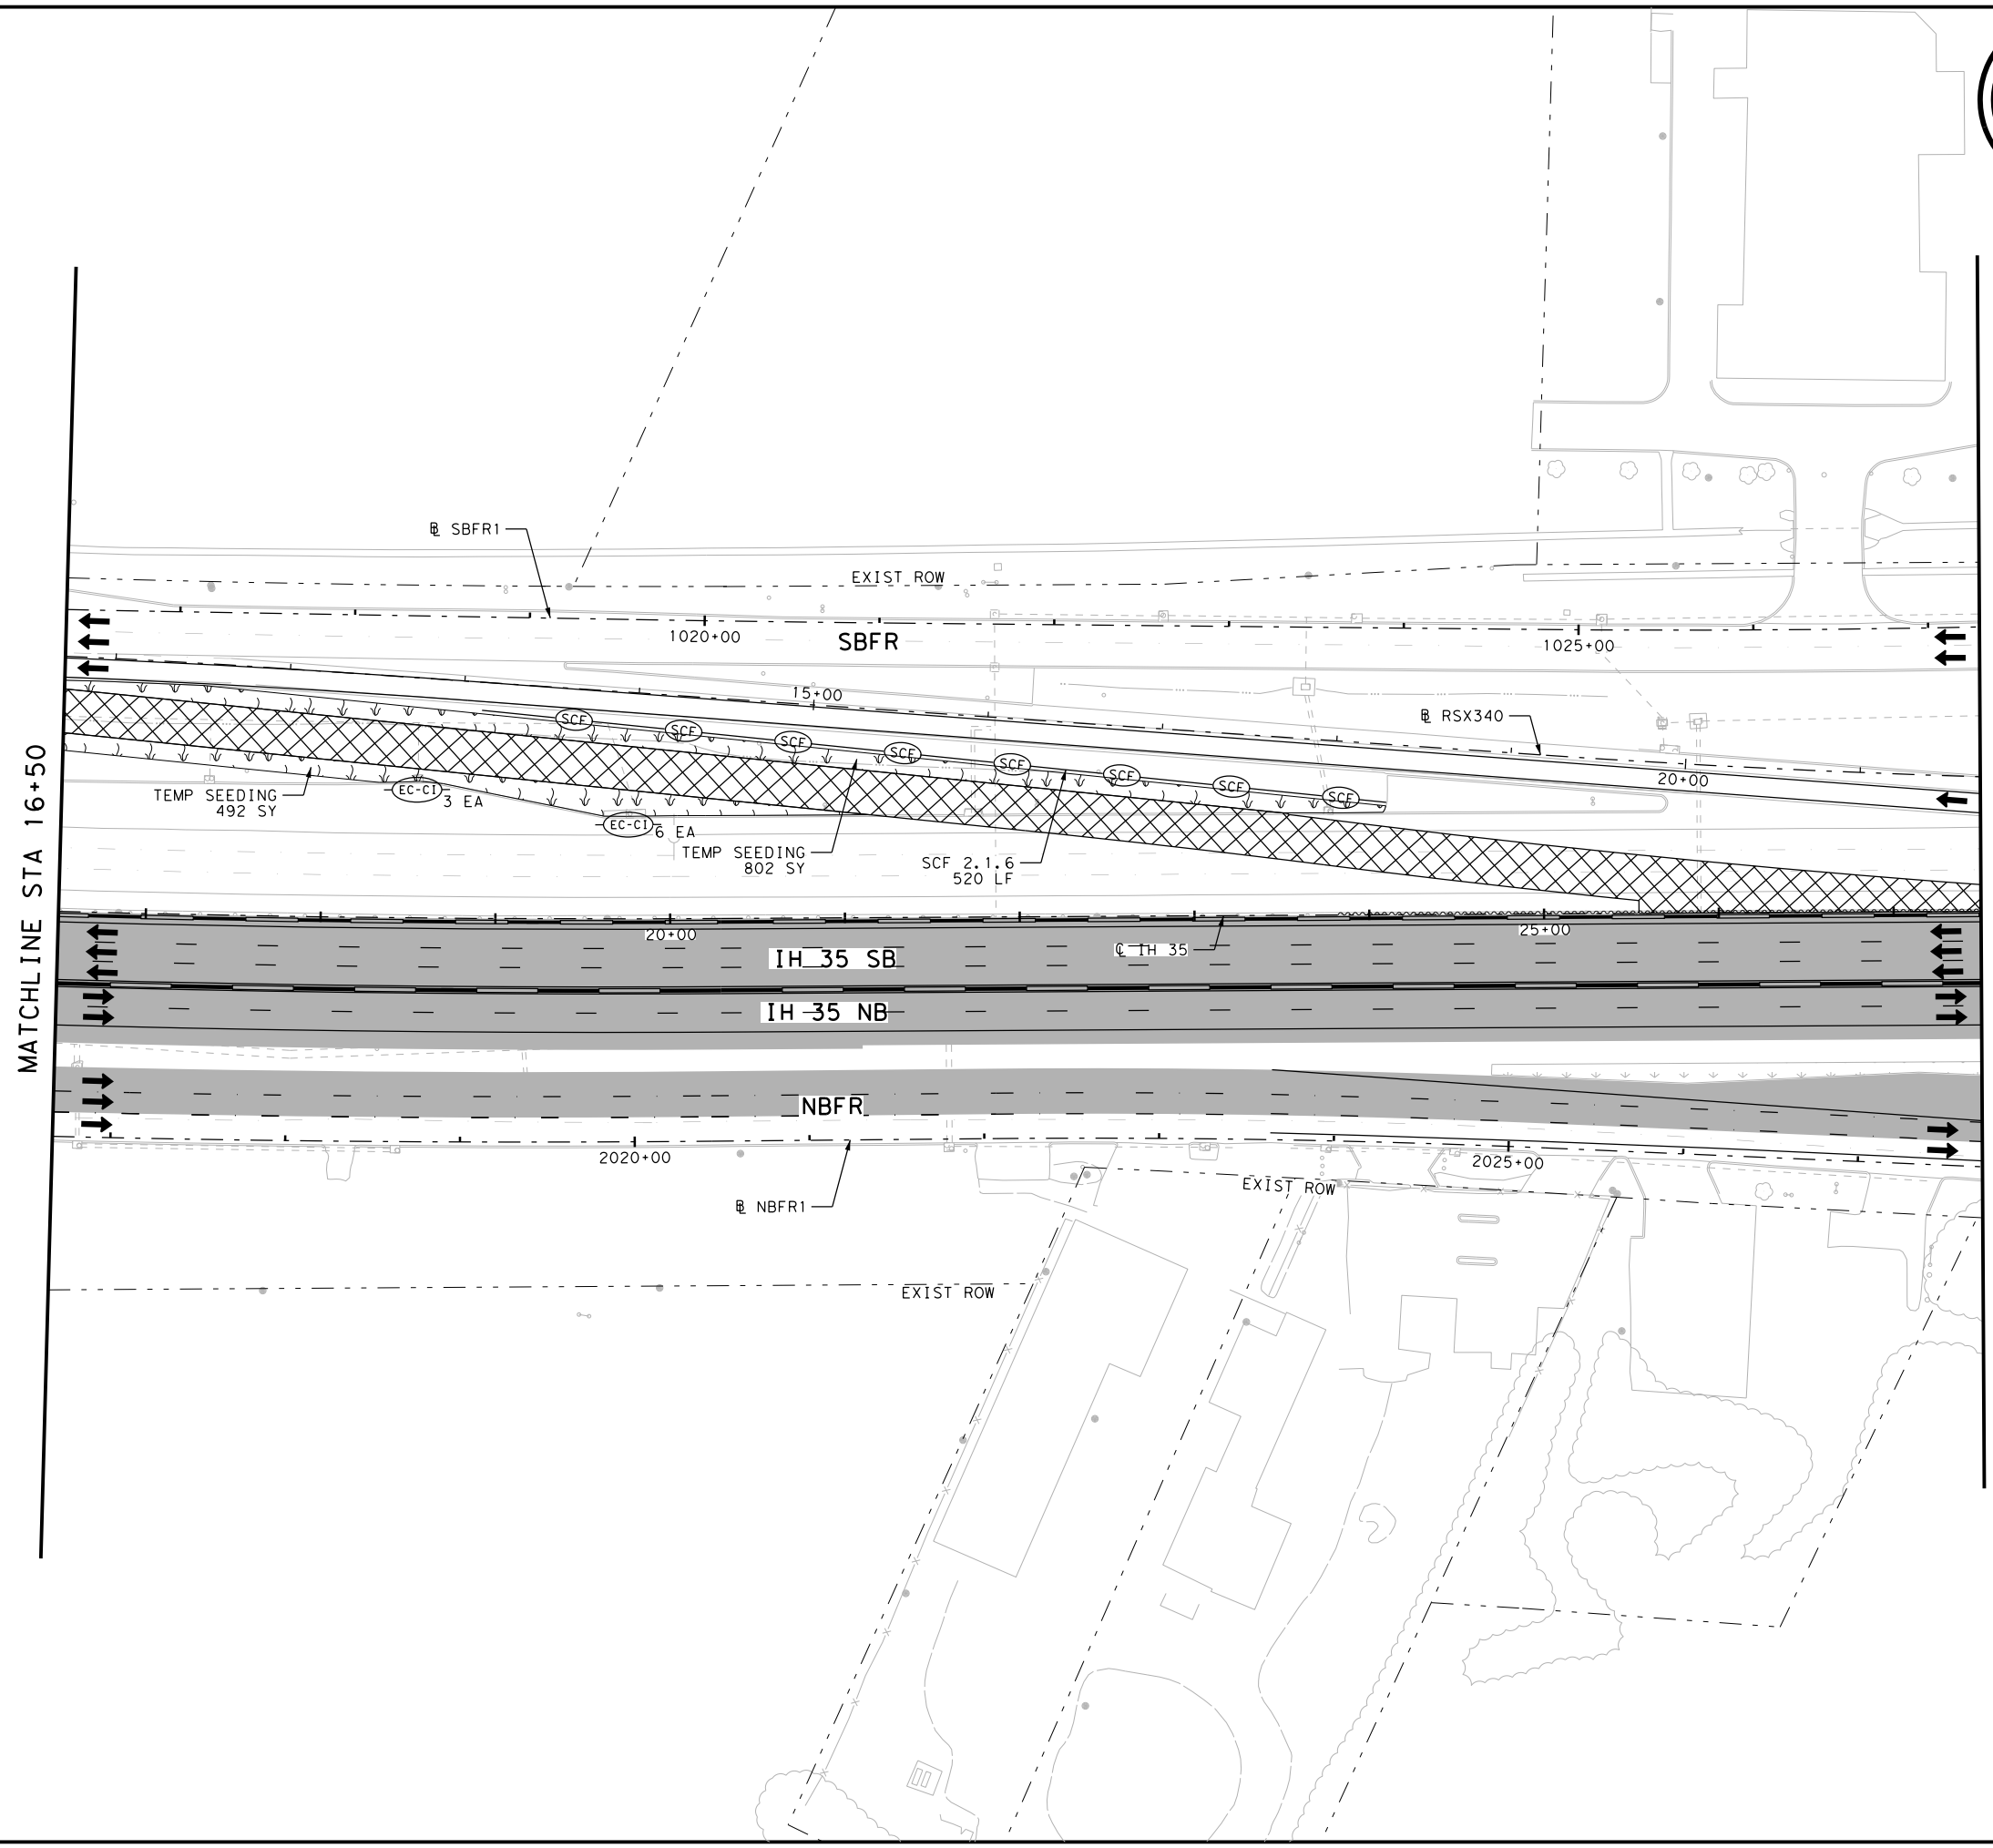 ℄ SBFR1
EXIST ROW
1020+00
SBFR
1025+00
15+00
℄ RSX340
20+00
SCF
SCF
SCF
SCF
SCF
SCF
SCF
SCF
MATCHLINE STA 16+50
TEMP SEEDING
492 SY
EC-CI
3 EA
EC-CI
6 EA
TEMP SEEDING
802 SY
SCF 2.1.6
520 LF
20+00
25+00
IH 35 SB
℄ IH 35
IH 35 NB
NBFR
2020+00
2025+00
℄ NBFR1
EXIST ROW
EXIST ROW